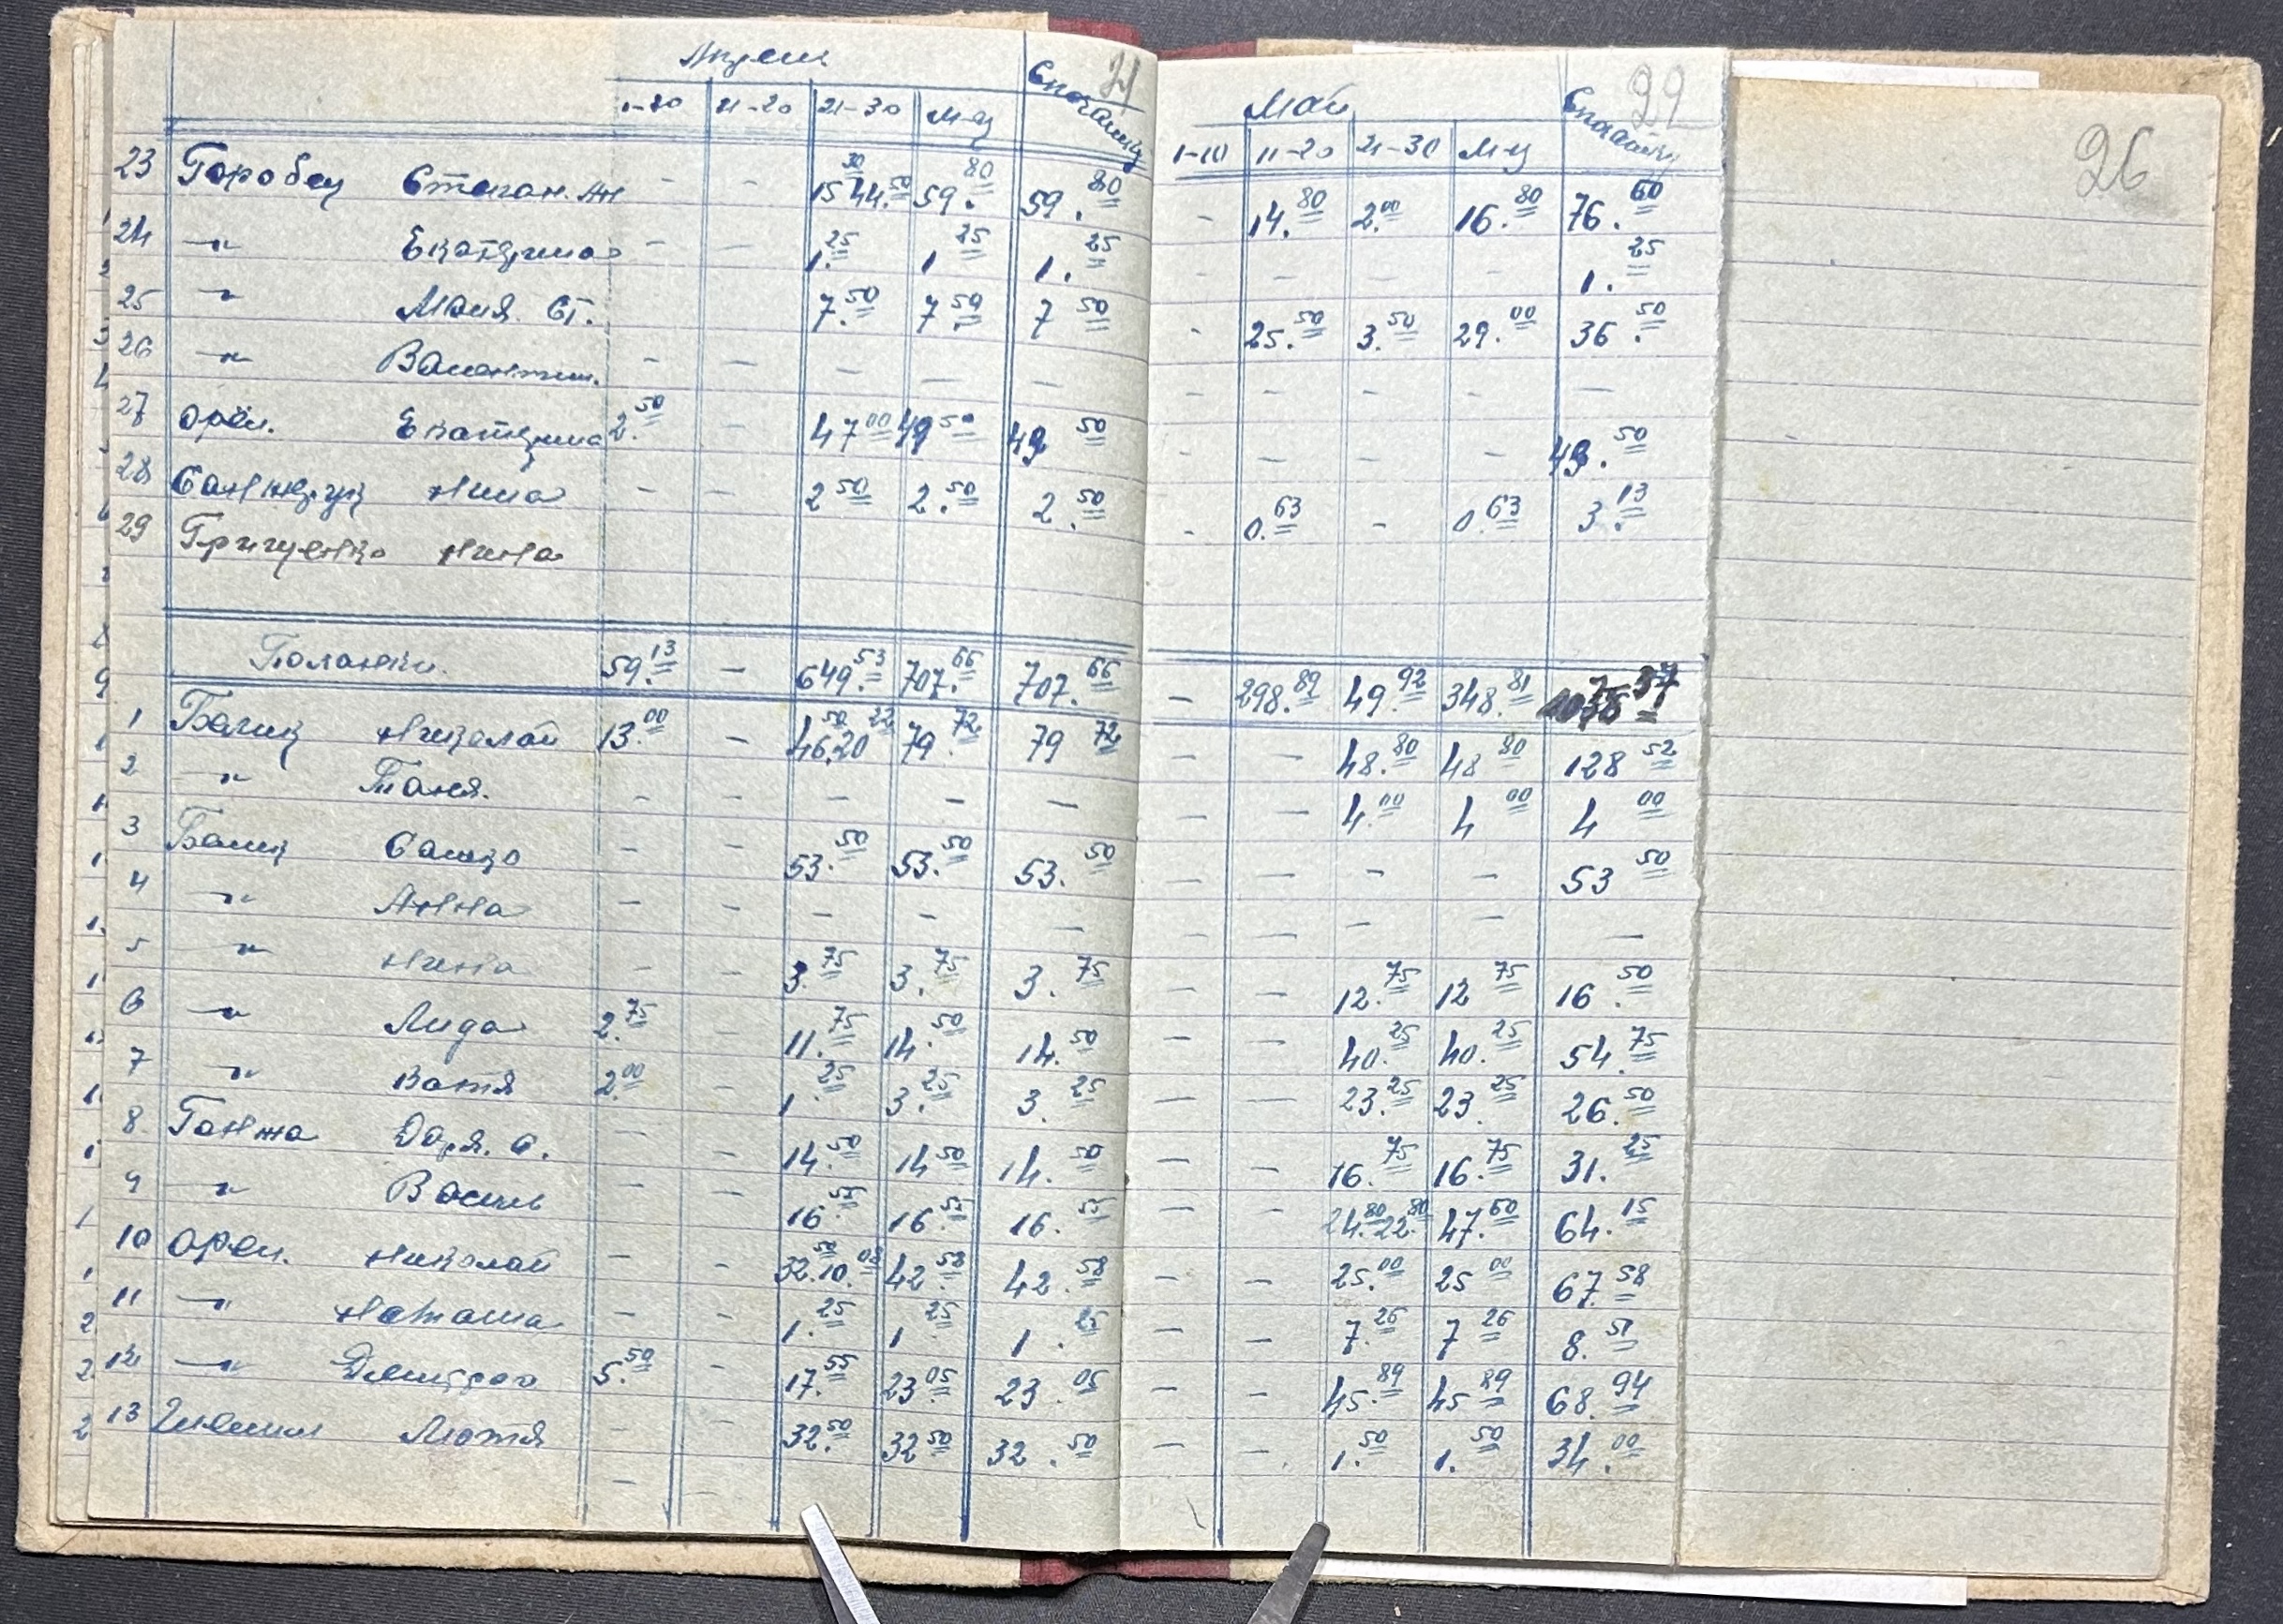 Апрель Сначалу 21 Май Сначалу 29
1-10 11-20 21-30 М-ц 1-10 11-20 21-30 М-ц 26
23 Горобец Степан. Ан - - 15.30 44.50 59.80 59.80 - 14.80 2.00 16.80 76.60
24 -"- Екатерина - - 1.25 1.25 1.25 - - - - 1.25
25 -"- Маня. Ст. 7.50 7.50 7.50 - 25.50 3.50 29.00 36.50
26 -"- Валентин. - - - - - - - - - -
27 Орел. Екатерина 2.50 - 47.00 49.50 49.50 - - - - 49.50
28 Нина - - 2.50 2.50 2.50 - 0.63 - 0.63 3.13
29 Грищенко Нина
Полянки. 59.13 - 649.53 707.66 707.66 - 298.89 49.92 348.81
1 Балиц Николай 13.00 - 46.50 20.22 79.72 79.72 - - 48.80 48.80 128.52
2 -"- Таня. - - - - - - - 4.00 4.00 4.00
3 Балиц Сашко - - 53.50 53.50 53.50 - - - - 53.50
4 -"- Анна - - - - - - - - - -
5 -"- Нина - - 3.75 3.75 3.75 - - 12.75 12.75 16.50
6 -"- Лида 2.75 - 11.75 14.50 14.50 - - 40.25 40.25 54.75
7 -"- Катя 2.00 - 1.25 3.25 3.25 - - 23.25 23.25 26.50
8 Ганжа Даря. С. - - 14.50 14.50 14.50 - - 16.75 16.75 31.25
9 -"- Василь - - 16.55 16.55 16.55 - - 24.80 22.80 47.60 64.15
10 Орел. Николай - - 32.50 10.08 42.58 42.58 - - 25.00 25.00 67.58
11 -"- Наташа - - 1.25 1.25 1.25 - - 7.26 7.26 8.51
12 -"- Дмитро 5.50 - 17.55 23.05 23.05 - - 45.89 45.89 68.94
13 Мотя - 32.50 32.50 32.50 - - 1.50 1.50 34.00